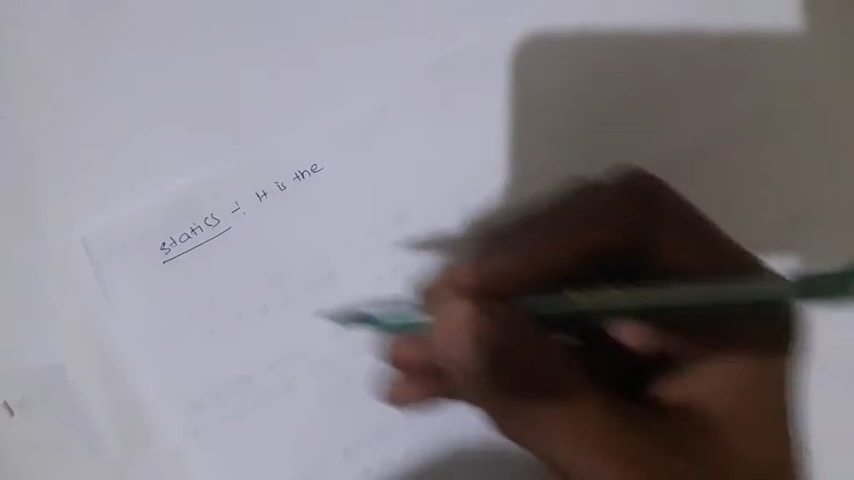 statics :- It is the